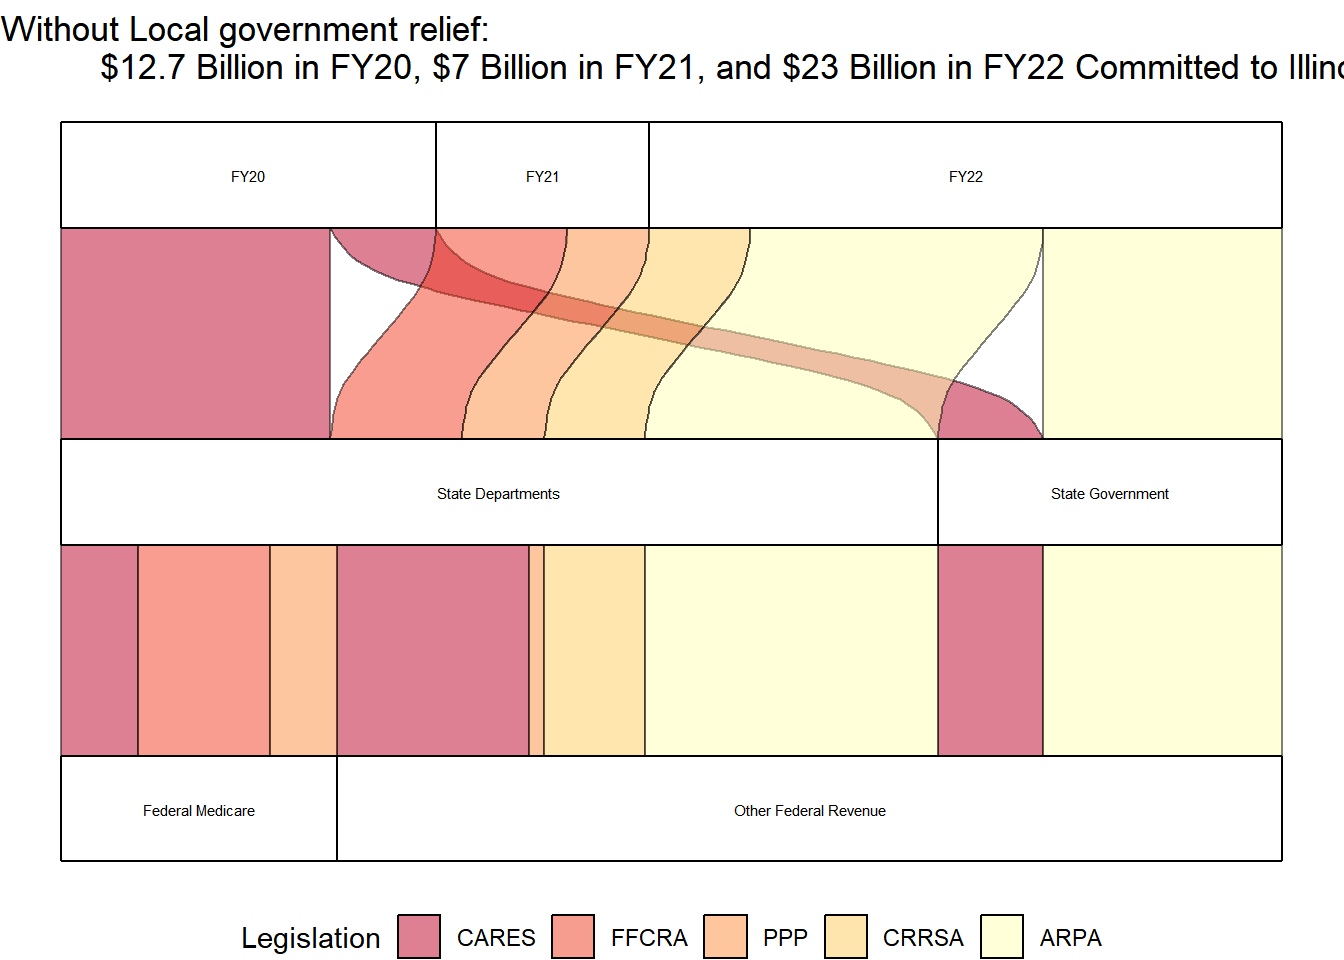 Without Local government relief:
$12.7 Billion in FY20, $7 Billion in FY21, and $23 Billion in FY22 Committed to
FY20 FY21 FY22
State Departments State Government
Federal Medicare Other Federal Revenue
Legislation CARES FFCRA PPP CRRSA ARPA